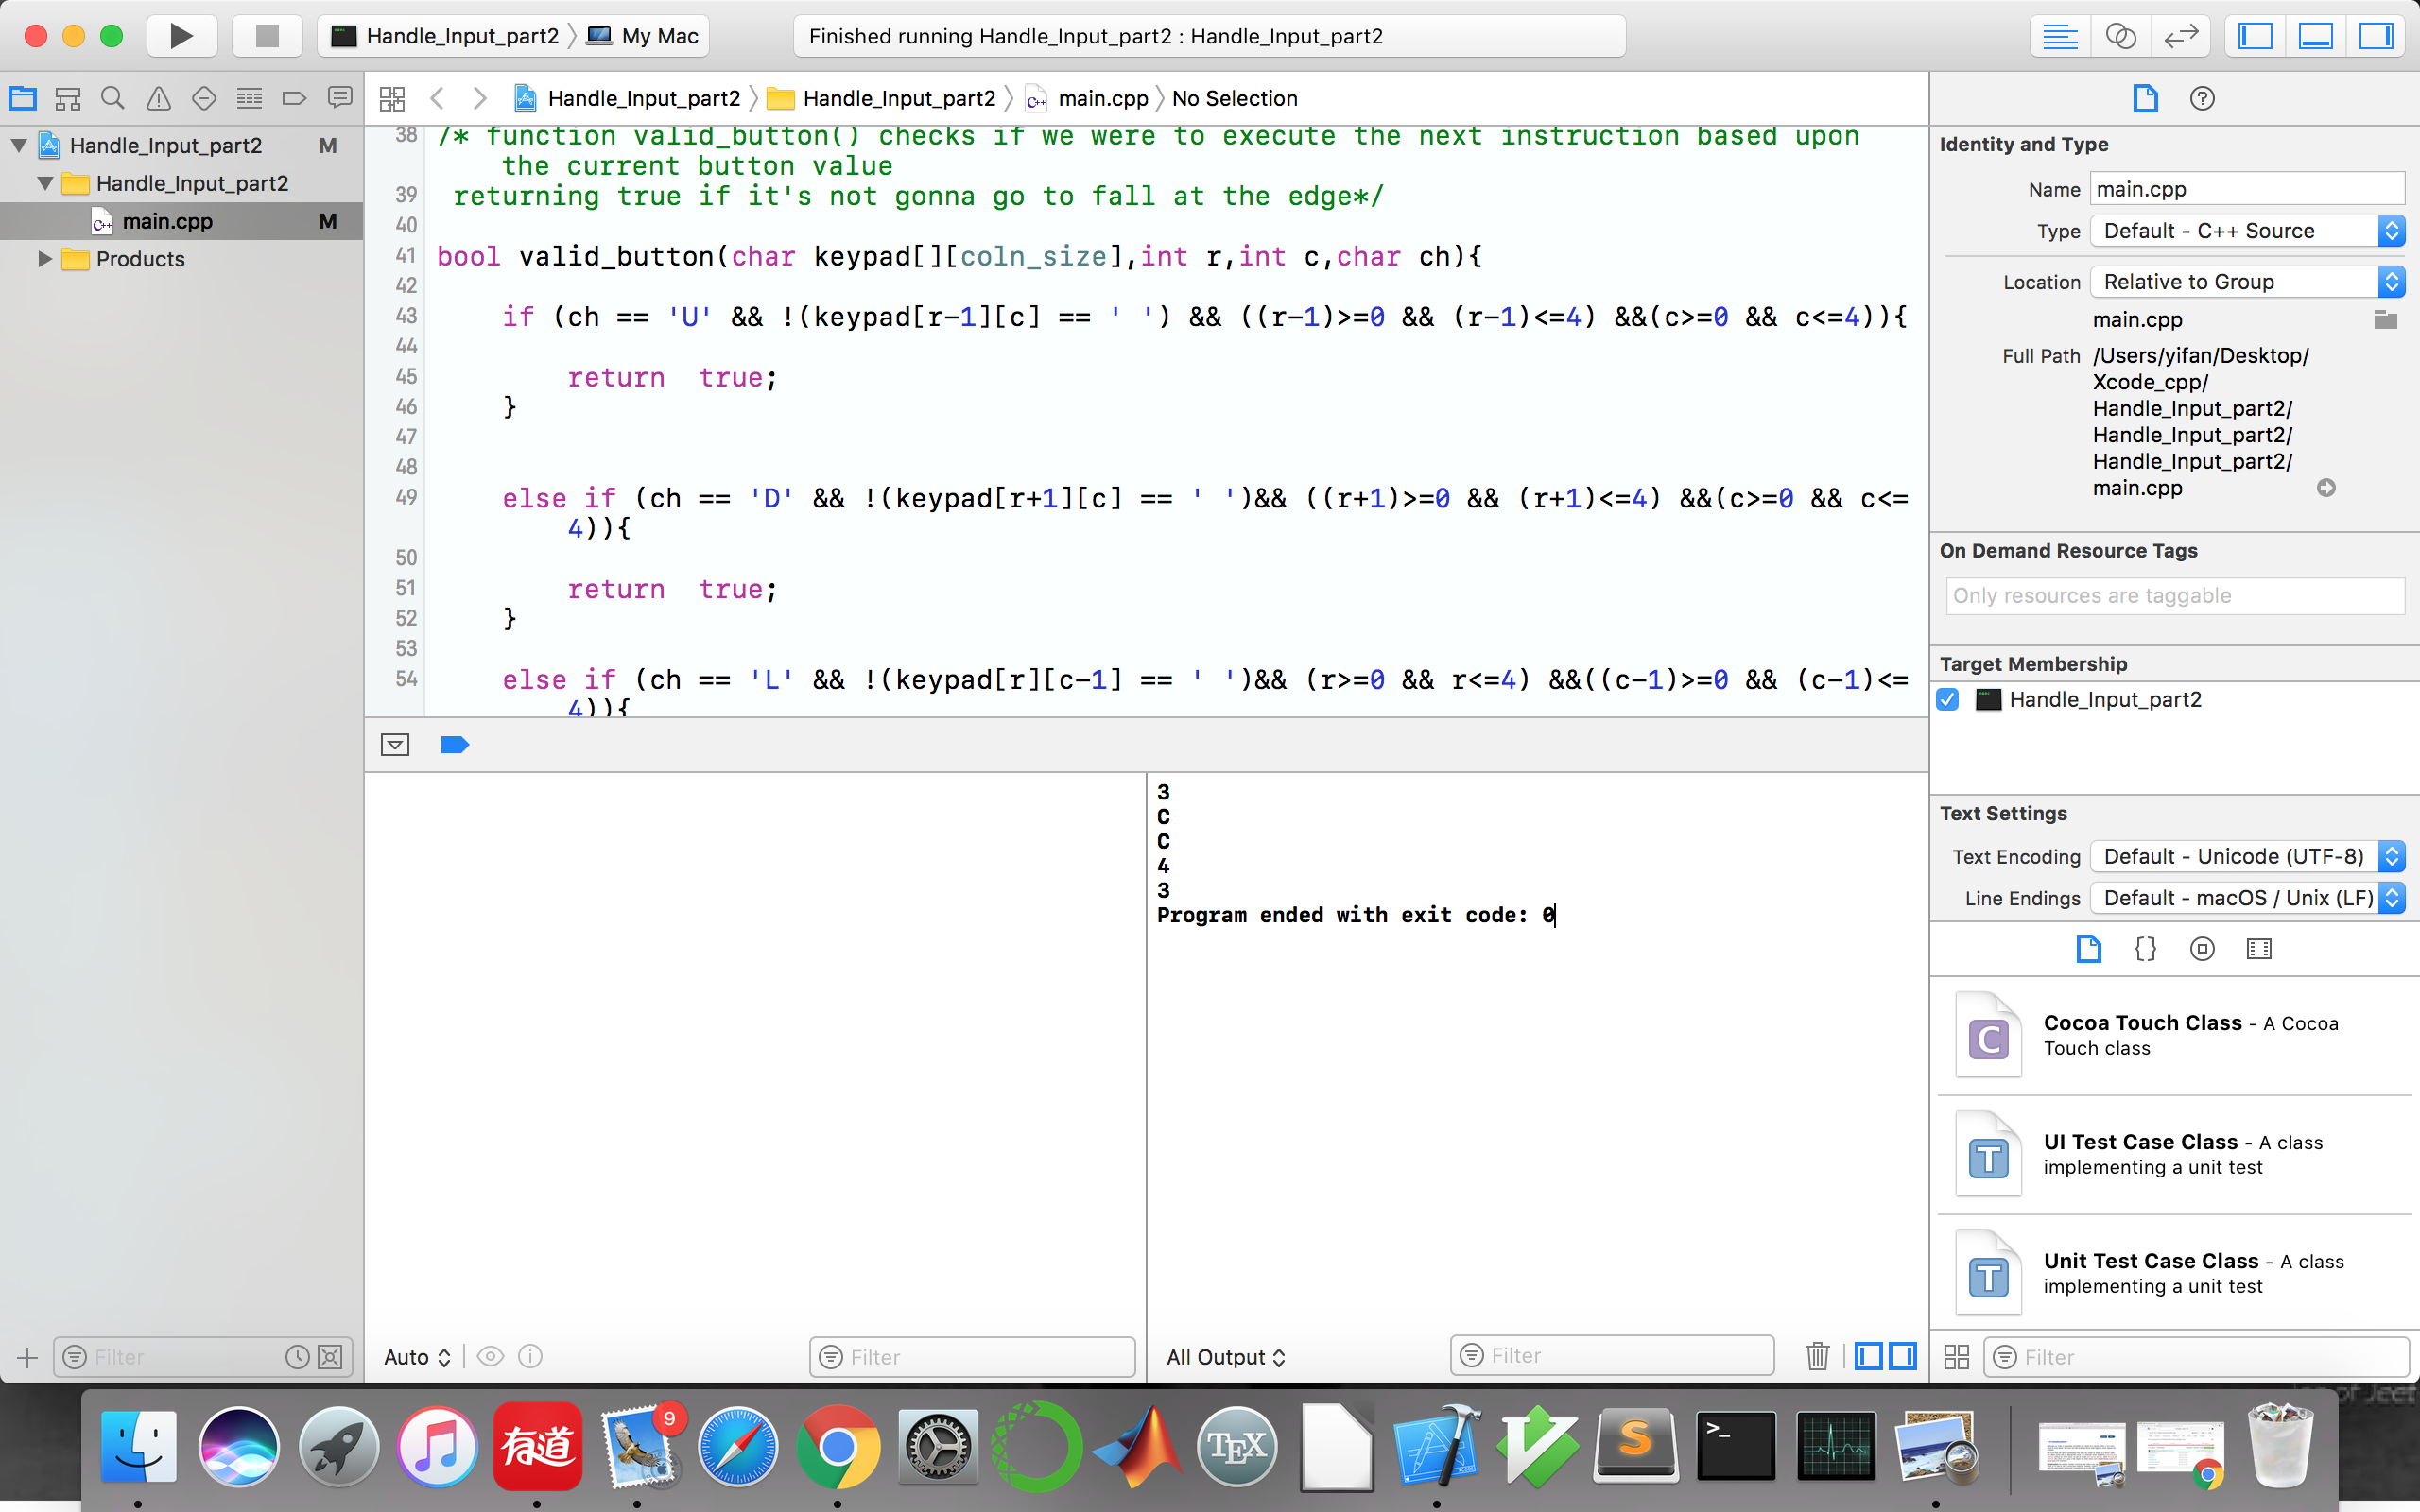 Handle_Input_part2 〉 My Mac
Finished running Handle_Input_part2 : Handle_Input_part2
Handle_Input_part2 〉 Handle_Input_part2 〉 main.cpp 〉 No Selection
Handle_Input_part2 M
Handle_Input_part2
main.cpp M
Products
38 /* function valid_button() checks if we were to execute the next instruction based upon
the current button value
39 returning true if it's not gonna go to fall at the edge*/
40
41 bool valid_button(char keypad[][coln_size],int r,int c,char ch){
42
43 if (ch == 'U' && !(keypad[r-1][c] == ' ') && ((r-1)>=0 && (r-1)<=4) &&(c>=0 && c<=4)){
44
45 return  true;
46 }
47
48
49 else if (ch == 'D' && !(keypad[r+1][c] == ' ')&& ((r+1)>=0 && (r+1)<=4) &&(c>=0 && c<=
4)){
50
51 return  true;
52 }
53
54 else if (ch == 'L' && !(keypad[r][c-1] == ' ')&& (r>=0 && r<=4) &&((c-1)>=0 && (c-1)<=
4)){
3
C
C
4
3
Program ended with exit code: 0
Filter
Auto
Filter
All Output
Filter
Identity and Type
Name main.cpp
Type Default - C++ Source
Location Relative to Group
main.cpp
Full Path /Users/yifan/Desktop/
Xcode_cpp/
Handle_Input_part2/
Handle_Input_part2/
Handle_Input_part2/
main.cpp
On Demand Resource Tags
Only resources are taggable
Target Membership
Handle_Input_part2
Text Settings
Text Encoding Default - Unicode (UTF-8)
Line Endings Default - macOS / Unix (LF)
C Cocoa Touch Class - A Cocoa
Touch class
T UI Test Case Class - A class
implementing a unit test
T Unit Test Case Class - A class
implementing a unit test
Filter
有道
9
TEX
S
>_